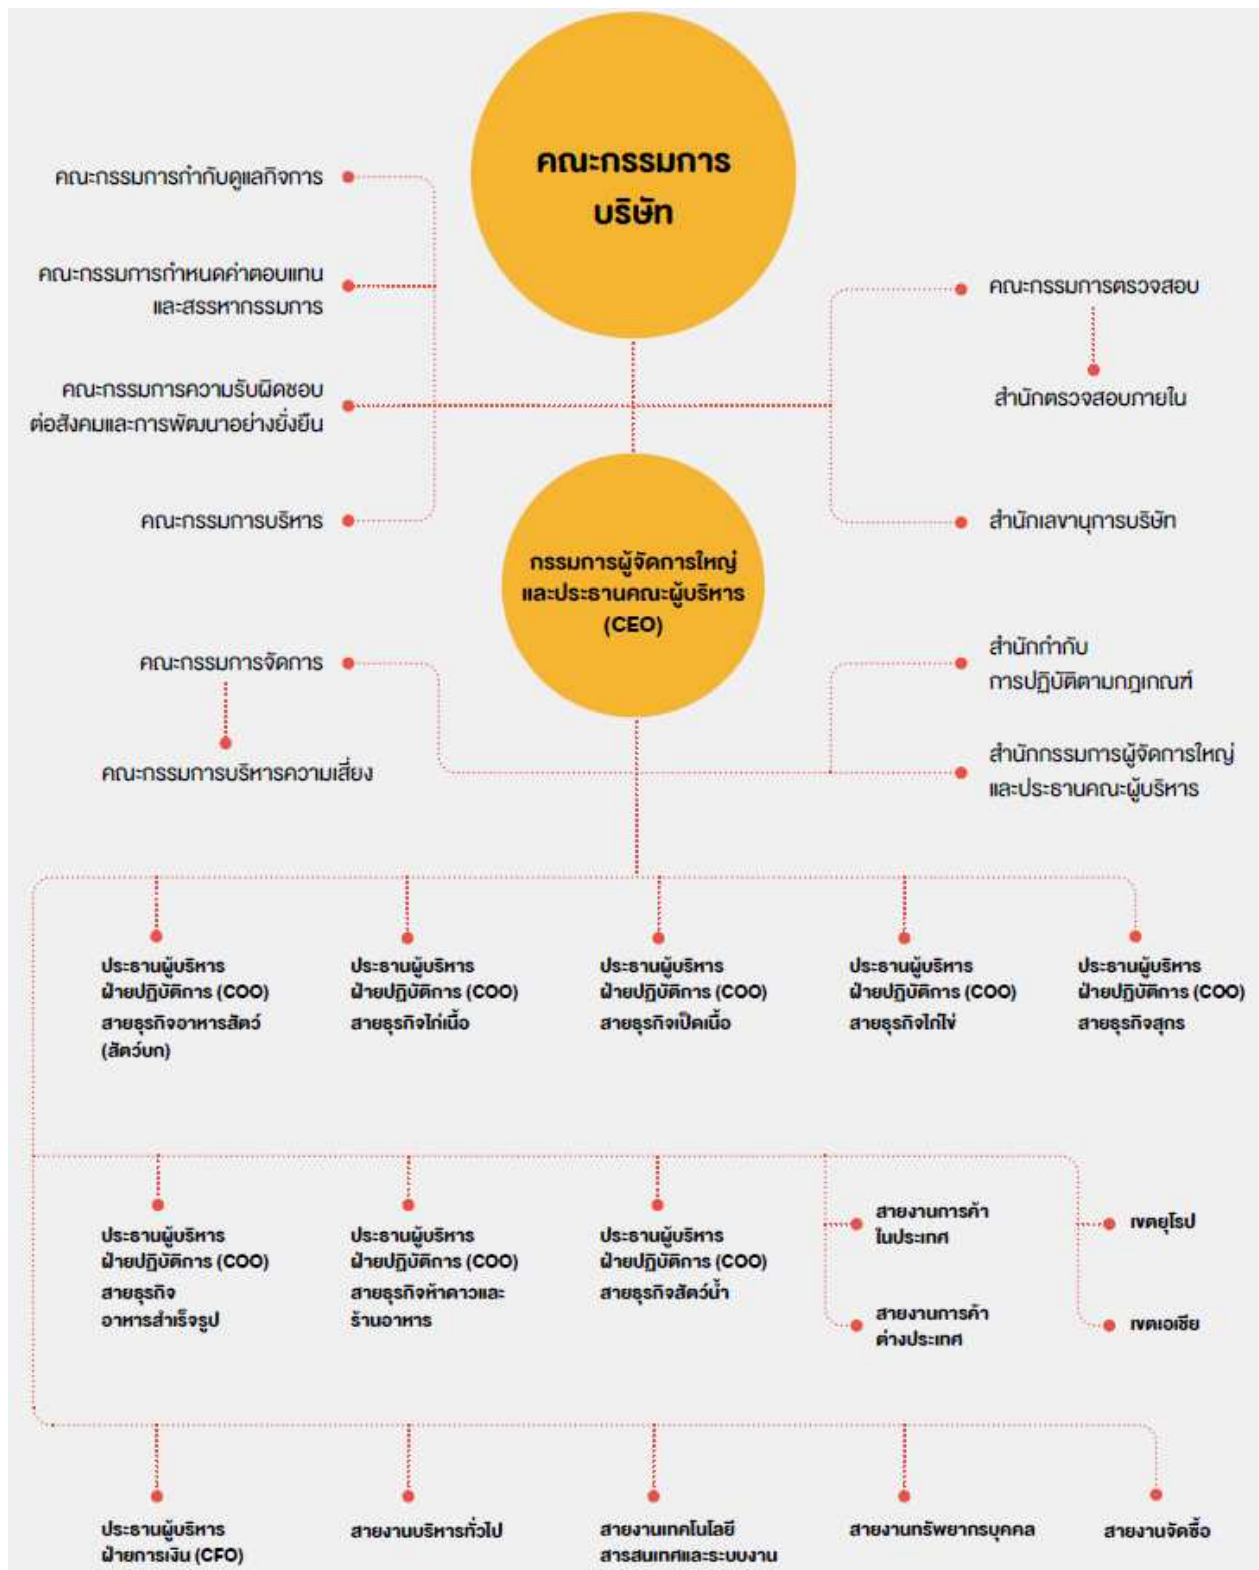 คณะกรรมการ
บริษัท
คณะกรรมการกำกับดูแลกิจการ
คณะกรรมการกำหนดค่าตอบแทน
และสรรหากรรมการ
คณะกรรมการความรับผิดชอบ
ต่อสังคมและการพัฒนาอย่างยั่งยืน
คณะกรรมการบริหาร
คณะกรรมการตรวจสอบ
สำนักตรวจสอบภายใน
สำนักเลขานุการบริษัท
กรรมการผู้จัดการใหญ่
และประธานคณะผู้บริหาร
(CEO)
คณะกรรมการจัดการ
คณะกรรมการบริหารความเสี่ยง
สำนักกำกับ
การปฏิบัติตามกฎเกณฑ์
สำนักกรรมการผู้จัดการใหญ่
และประธานคณะผู้บริหาร
ประธานผู้บริหาร
ฝ่ายปฏิบัติการ (COO)
สายธุรกิจอาหารสัตว์
(สัตว์บก)
ประธานผู้บริหาร
ฝ่ายปฏิบัติการ (COO)
สายธุรกิจไก่เนื้อ
ประธานผู้บริหาร
ฝ่ายปฏิบัติการ (COO)
สายธุรกิจเป็ดเนื้อ
ประธานผู้บริหาร
ฝ่ายปฏิบัติการ (COO)
สายธุรกิจไก่ไข่
ประธานผู้บริหาร
ฝ่ายปฏิบัติการ (COO)
สายธุรกิจสุกร
ประธานผู้บริหาร
ฝ่ายปฏิบัติการ (COO)
สายธุรกิจ
อาหารสำเร็จรูป
ประธานผู้บริหาร
ฝ่ายปฏิบัติการ (COO)
สายธุรกิจห้าดาวและ
ร้านอาหาร
ประธานผู้บริหาร
ฝ่ายปฏิบัติการ (COO)
สายธุรกิจสัตว์น้ำ
สายงานการค้า
ในประเทศ
สายงานการค้า
ต่างประเทศ
เขตยุโรป
เขตเอเชีย
ประธานผู้บริหาร
ฝ่ายการเงิน (CFO)
สายงานบริหารทั่วไป
สายงานเทคโนโลยี
สารสนเทศและระบบงาน
สายงานทรัพยากรบุคคล
สายงานจัดซื้อ